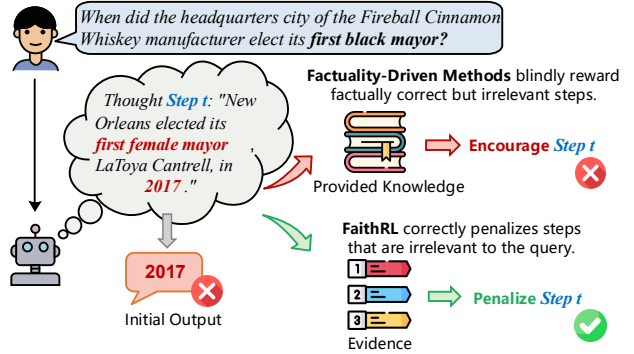 When did the headquarters city of the Fireball Cinnamon
Whiskey manufacturer elect its first black mayor?
Thought Step t: "New
Orleans elected its
first female mayor ,
LaToya Cantrell, in
2017 ."
2017
Initial Output
Factuality-Driven Methods blindly reward
factually correct but irrelevant steps.
Provided Knowledge
Encourage Step t
FaithRL correctly penalizes steps
that are irrelevant to the query.
1
2
3
Evidence
Penalize Step t